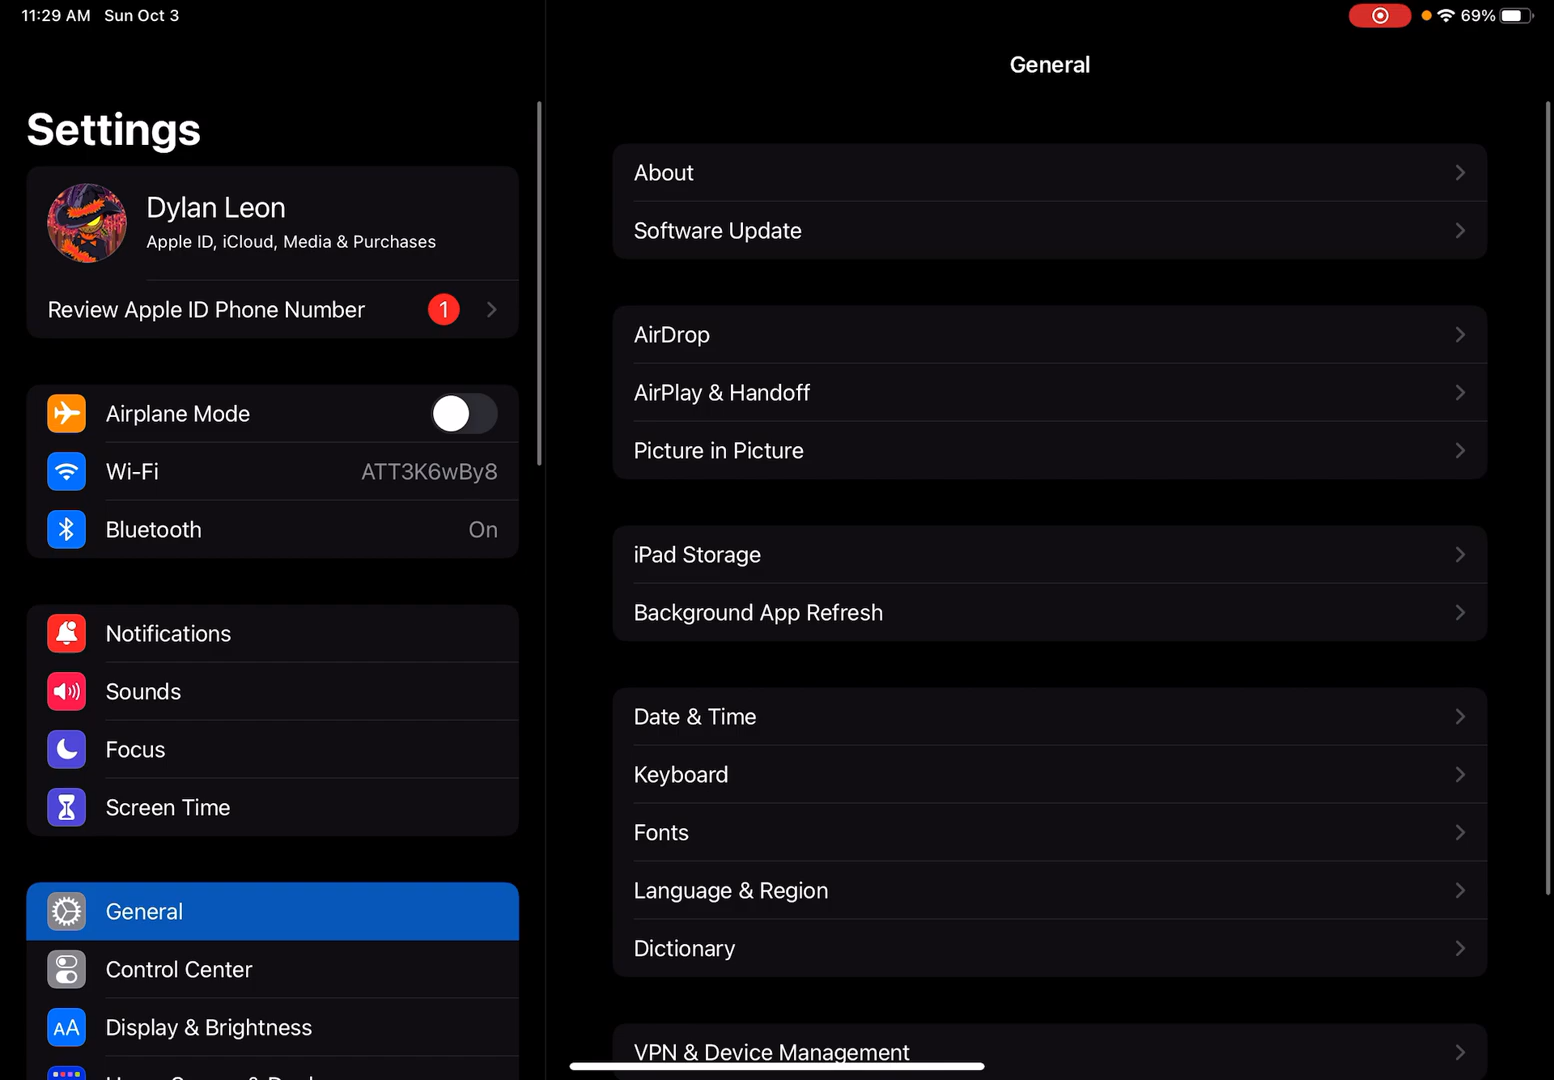 11:29 AM Sun Oct 3
69%
Settings
Dylan Leon
Apple ID, iCloud, Media & Purchases
Review Apple ID Phone Number 1
Airplane Mode
Wi-Fi ATT3K6wBy8
Bluetooth On
Notifications
Sounds
Focus
Screen Time
General
Control Center
AA Display & Brightness
General
About
Software Update
AirDrop
AirPlay & Handoff
Picture in Picture
iPad Storage
Background App Refresh
Date & Time
Keyboard
Fonts
Language & Region
Dictionary
VPN & Device Management